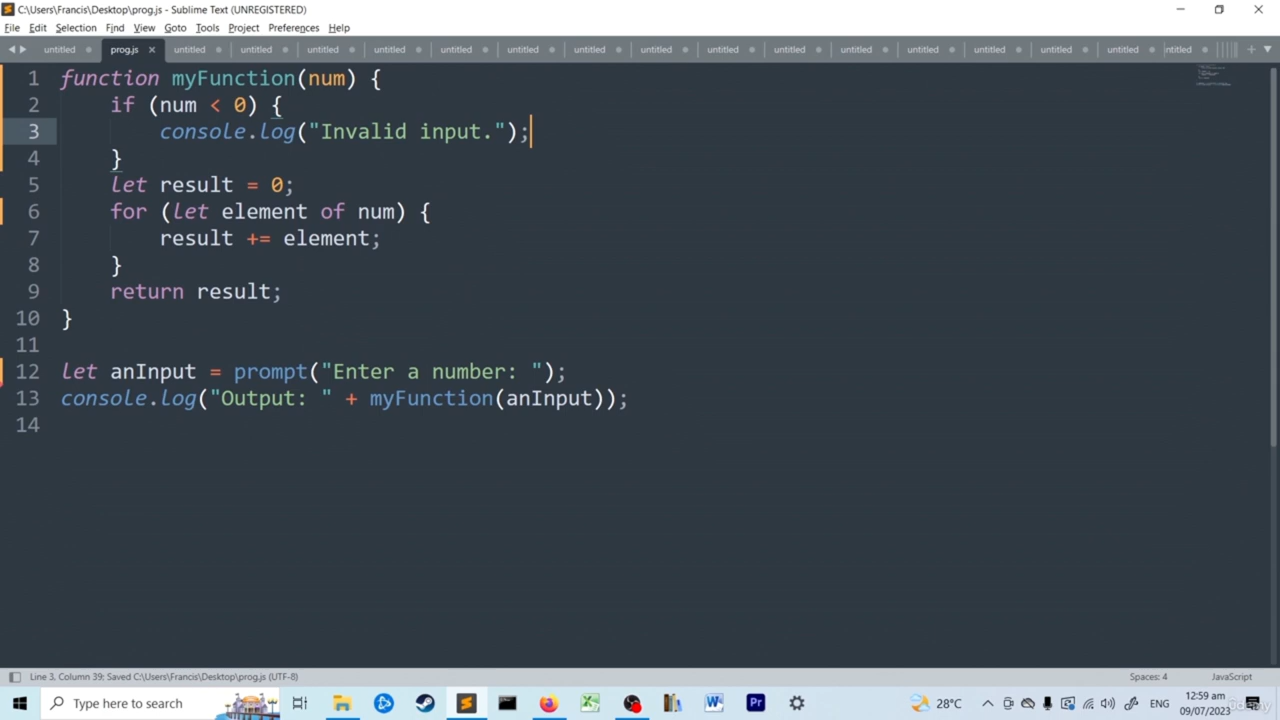 C:\Users\Francis\Desktop\prog.js - Sublime Text (UNREGISTERED)
File Edit Selection Find View Goto Tools Project Preferences Help
untitled prog.js untitled untitled untitled untitled untitled untitled untitled untitled untitled untitled untitled untitled untitled untitled untitled ntitled
1 function myFunction(num) {
2 if (num < 0) {
3 console.log("Invalid input.");
4 }
5 let result = 0;
6 for (let element of num) {
7 result += element;
8 }
9 return result;
10 }
11
12 let anInput = prompt("Enter a number: ");
13 console.log("Output: " + myFunction(anInput));
14
Line 3, Column 39; Saved C:\Users\Francis\Desktop\prog.js (UTF-8) Spaces: 4 JavaScript
Type here to search 28°C ENG 12:59 am
09/07/2023
udemy